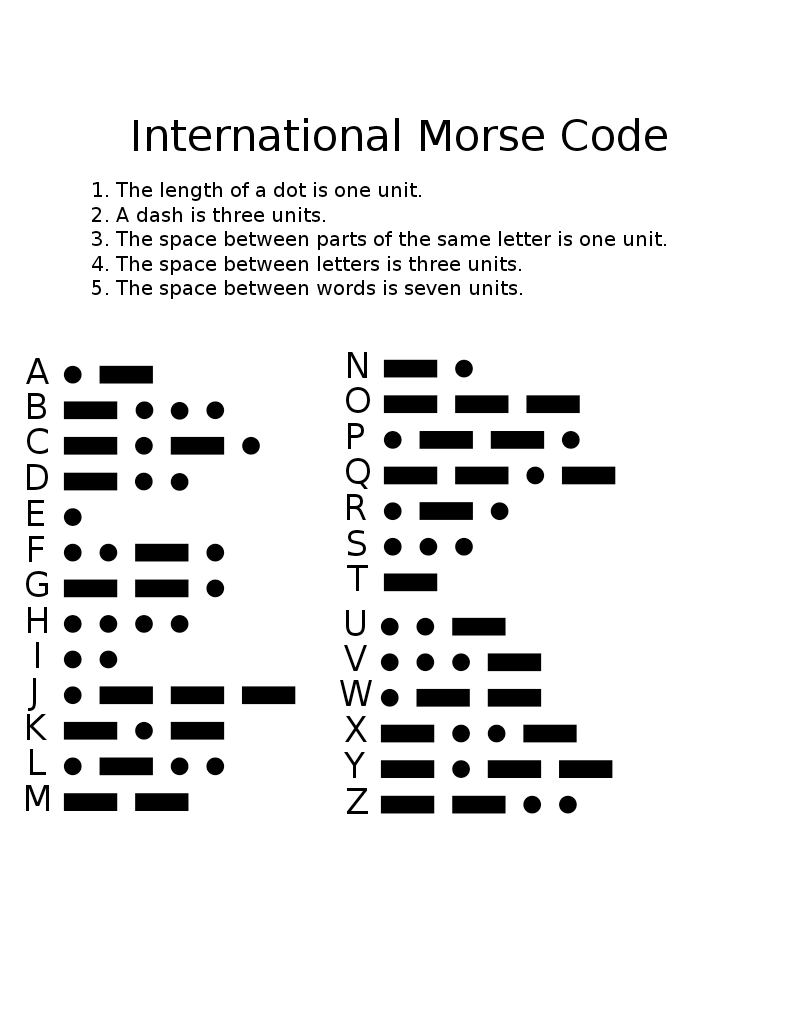 International Morse Code
1. The length of a dot is one unit.
2. A dash is three units.
3. The space between parts of the same letter is one unit.
4. The space between letters is three units.
5. The space between words is seven units.
A
B
C
D
E
F
G
H
I
J
K
L
M
N
O
P
Q
R
S
T
U
V
W
X
Y
Z